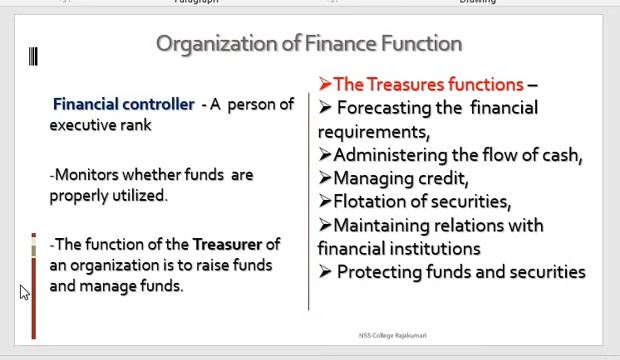 Paragraph
Drawing
Organization of Finance Function
Financial controller - A person of
executive rank
-Monitors whether funds are
properly utilized.
-The function of the Treasurer of
an organization is to raise funds
and manage funds.
➢The Treasures functions –
➢ Forecasting the financial
requirements,
➢Administering the flow of cash,
➢Managing credit,
➢Flotation of securities,
➢Maintaining relations with
financial institutions
➢ Protecting funds and securities
NSS College Rajakumari